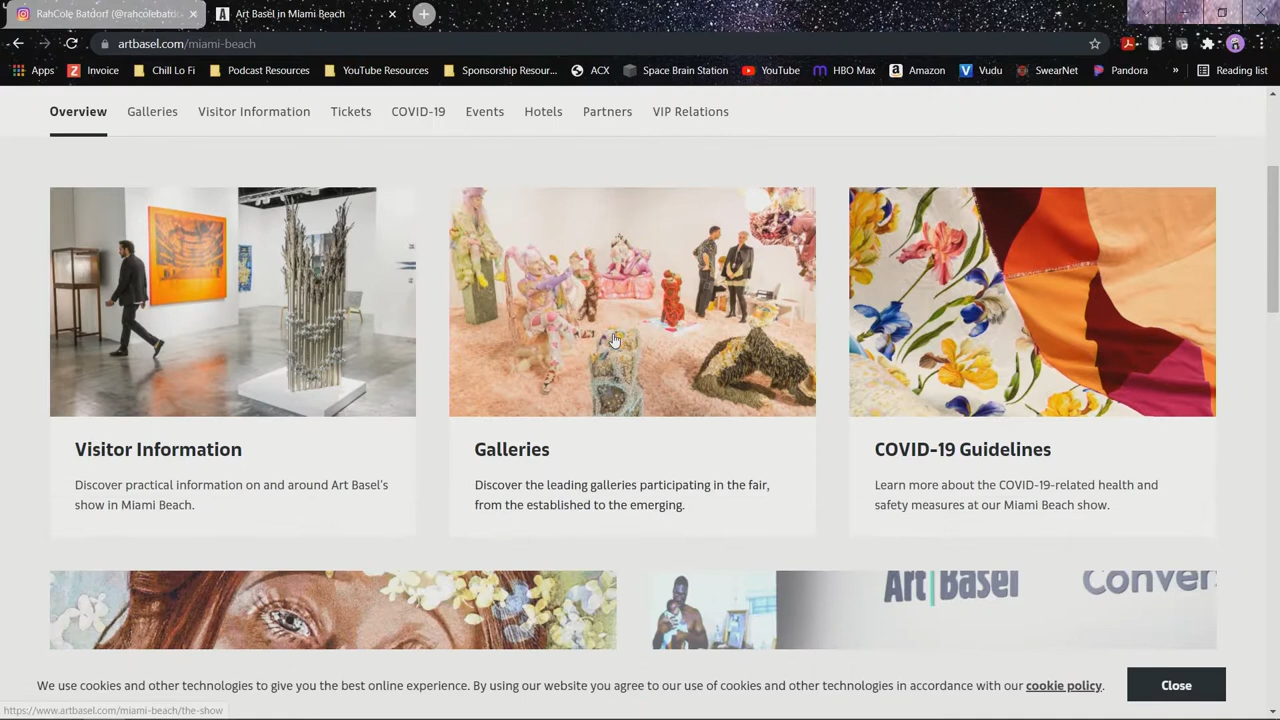 RahCole Batdorf (@rahcolebatdo
Art Basel in Miami Beach
artbasel.com/miami-beach
Apps
Invoice
Chill Lo Fi
Podcast Resources
YouTube Resources
Sponsorship Resour...
ACX
Space Brain Station
YouTube
HBO Max
Amazon
Vudu
SwearNet
Pandora
»
Reading list
Overview
Galleries
Visitor Information
Tickets
COVID-19
Events
Hotels
Partners
VIP Relations
Visitor Information
Discover practical information on and around Art Basel's
show in Miami Beach.
Galleries
Discover the leading galleries participating in the fair,
from the established to the emerging.
COVID-19 Guidelines
Learn more about the COVID-19-related health and
safety measures at our Miami Beach show.
Art|Basel
Conver
We use cookies and other technologies to give you the best online experience. By using our website you agree to our use of cookies and other technologies in accordance with our cookie policy.
Close
https://www.artbasel.com/miami-beach/the-show